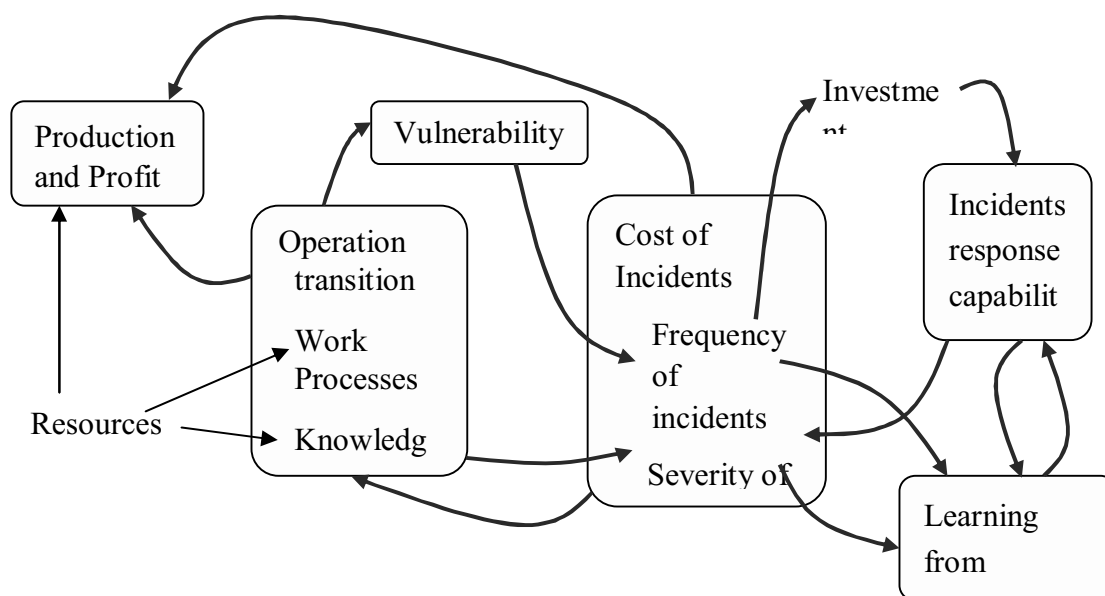 Production
and Profit
Vulnerability
Investme
nt
Operation
transition
Work
Processes
Knowledg
Resources
Cost of
Incidents
Frequency
of
incidents
Severity of
Incidents
response
capabilit
Learning
from